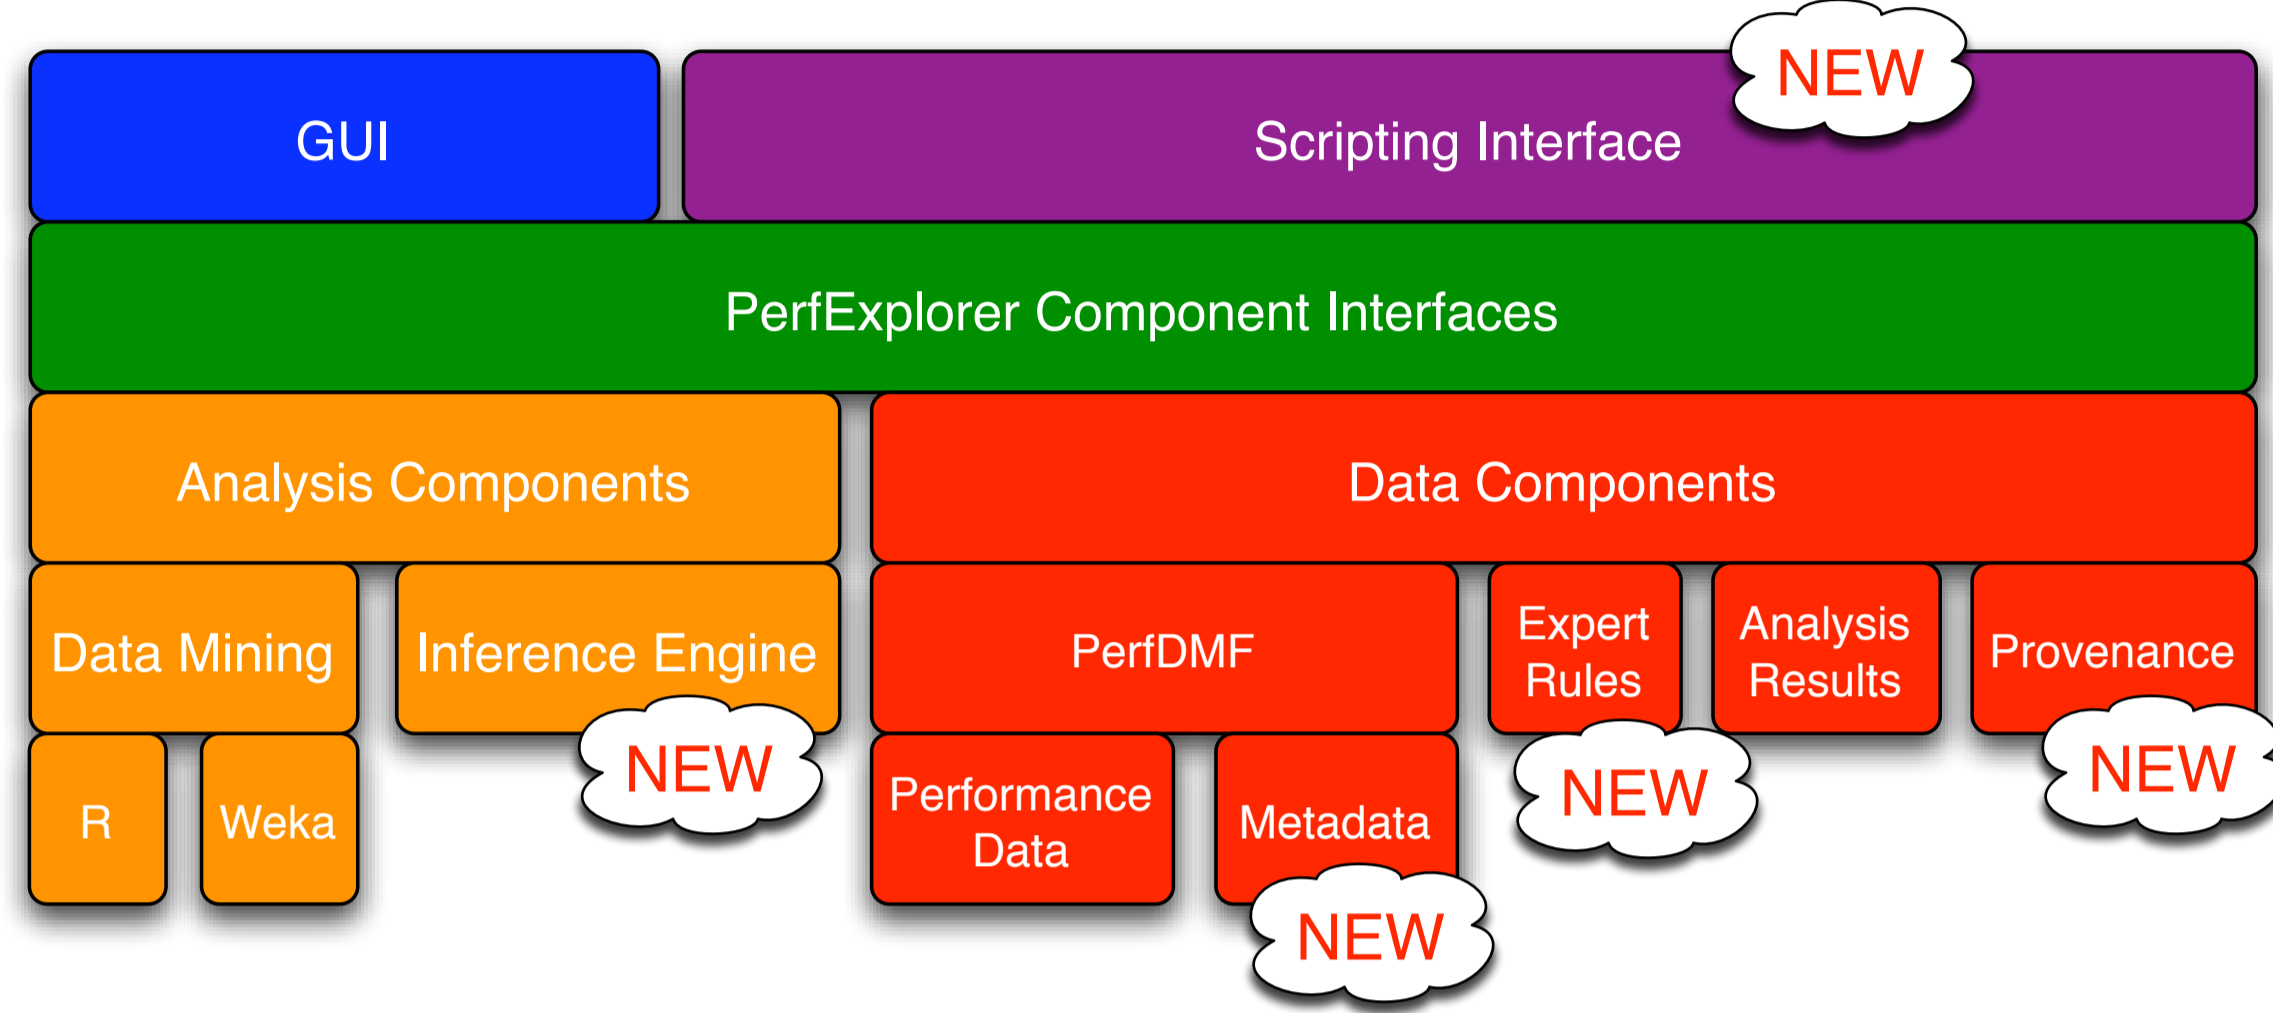 NEW
GUI
Scripting Interface
PerfExplorer Component Interfaces
Analysis Components
Data Components
Data Mining
Inference Engine
NEW
PerfDMF
Expert
Rules
NEW
Analysis
Results
Provenance
NEW
R
Weka
Performance
Data
Metadata
NEW